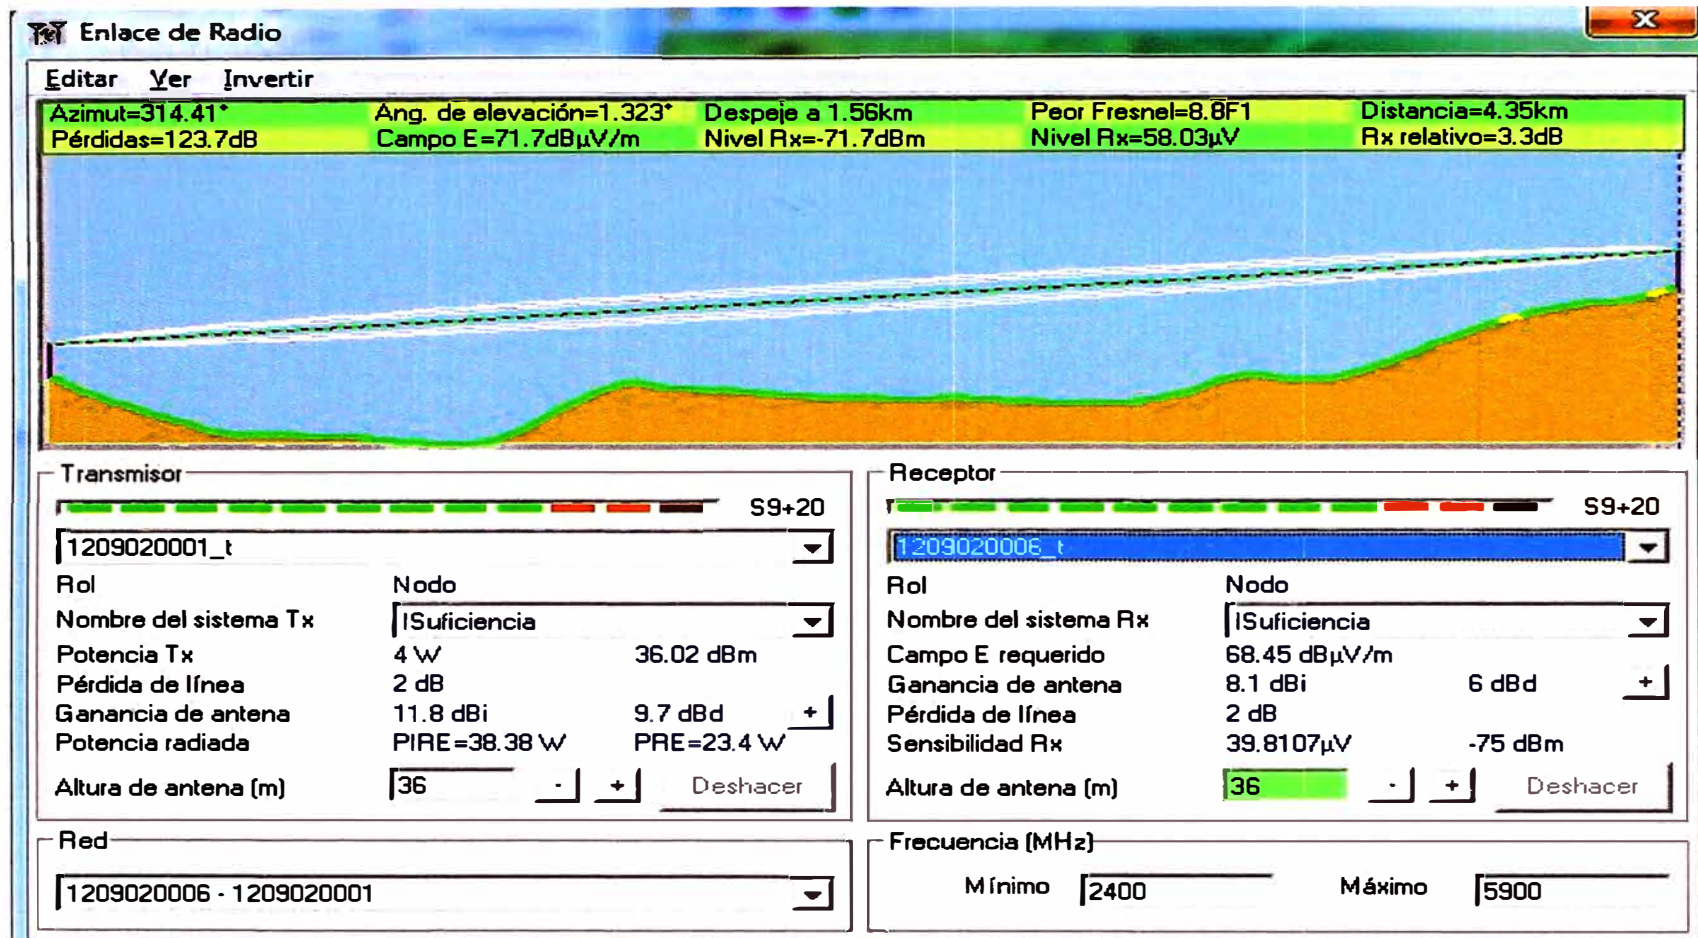 Enlace de Radio
Editar Ver Invertir
Azimut=314.41° Ang. de elevación=1.323° Despeje a 1.56km Peor Fresnel=8.8F1 Distancia=4.35km
Pérdidas=123.7dB Campo E=71.7dBµV/m Nivel Rx=-71.7dBm Nivel Rx=58.03µV Rx relativo=3.3dB
Transmisor
S9+20
1209020001_t
Rol Nodo
Nombre del sistema Tx ISuficiencia
Potencia Tx 4 W 36.02 dBm
Pérdida de línea 2 dB
Ganancia de antena 11.8 dBi 9.7 dBd +
Potencia radiada PIRE=38.38 W PRE=23.4 W
Altura de antena (m) 36 - + Deshacer
Red
1209020006 - 1209020001
Receptor
S9+20
1209020006_t
Rol Nodo
Nombre del sistema Rx ISuficiencia
Campo E requerido 68.45 dBµV/m
Ganancia de antena 8.1 dBi 6 dBd +
Pérdida de línea 2 dB
Sensibilidad Rx 39.8107µV -75 dBm
Altura de antena (m) 36 - + Deshacer
Frecuencia (MHz)
Mínimo 2400 Máximo 5900